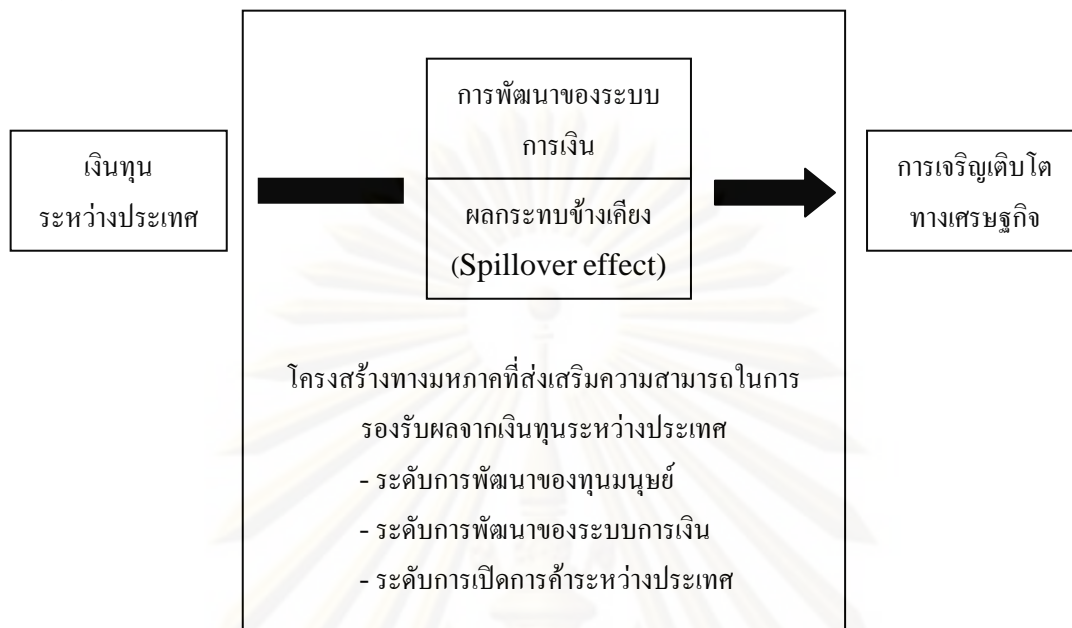 เงินทุน
ระหว่างประเทศ
การพัฒนาของระบบ
การเงิน
ผลกระทบข้างเคียง
(Spillover effect)
การเจริญเติบโต
ทางเศรษฐกิจ
โครงสร้างทางมหภาคที่ส่งเสริมความสามารถในการ
รองรับผลจากเงินทุนระหว่างประเทศ
- ระดับการพัฒนาของทุนมนุษย์
- ระดับการพัฒนาของระบบการเงิน
- ระดับการเปิดการค้าระหว่างประเทศ